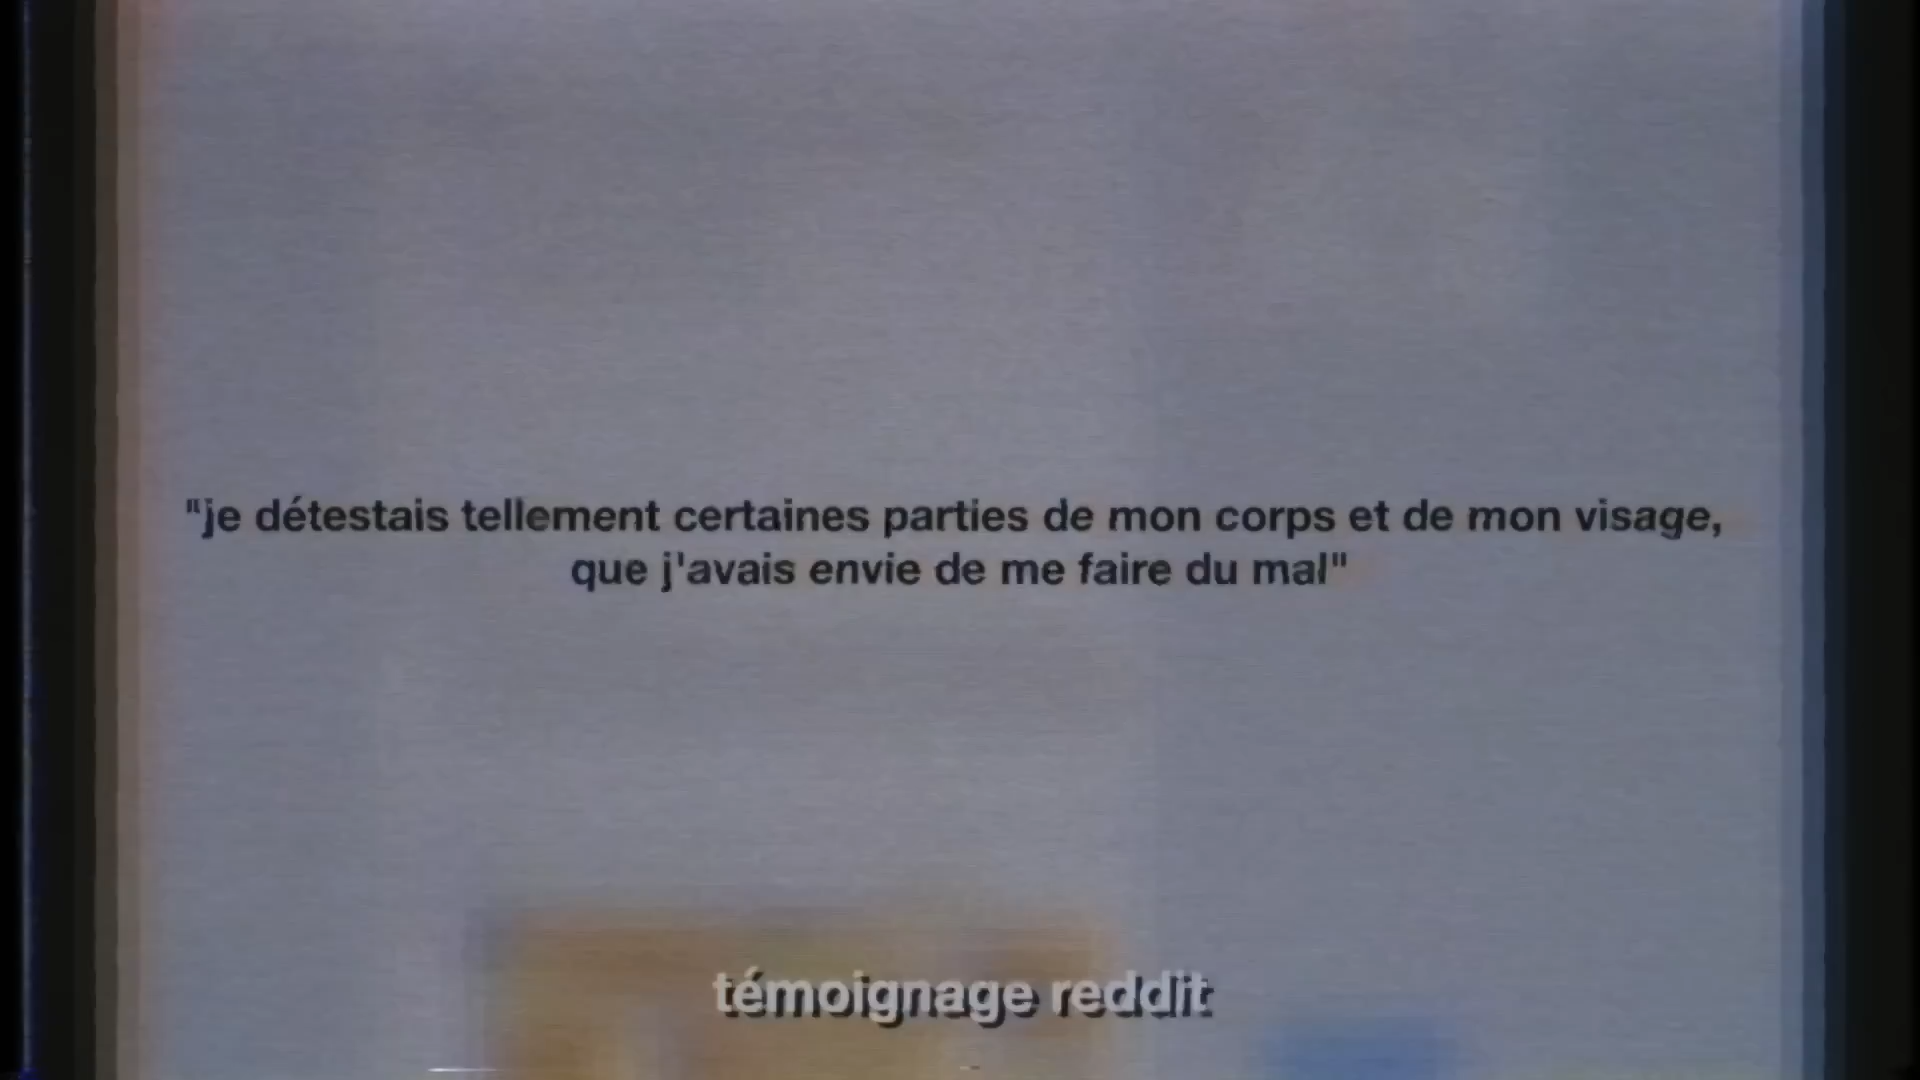 "je détestais tellement certaines parties de mon corps et de mon visage,
que j'avais envie de me faire du mal"
témoignage reddit